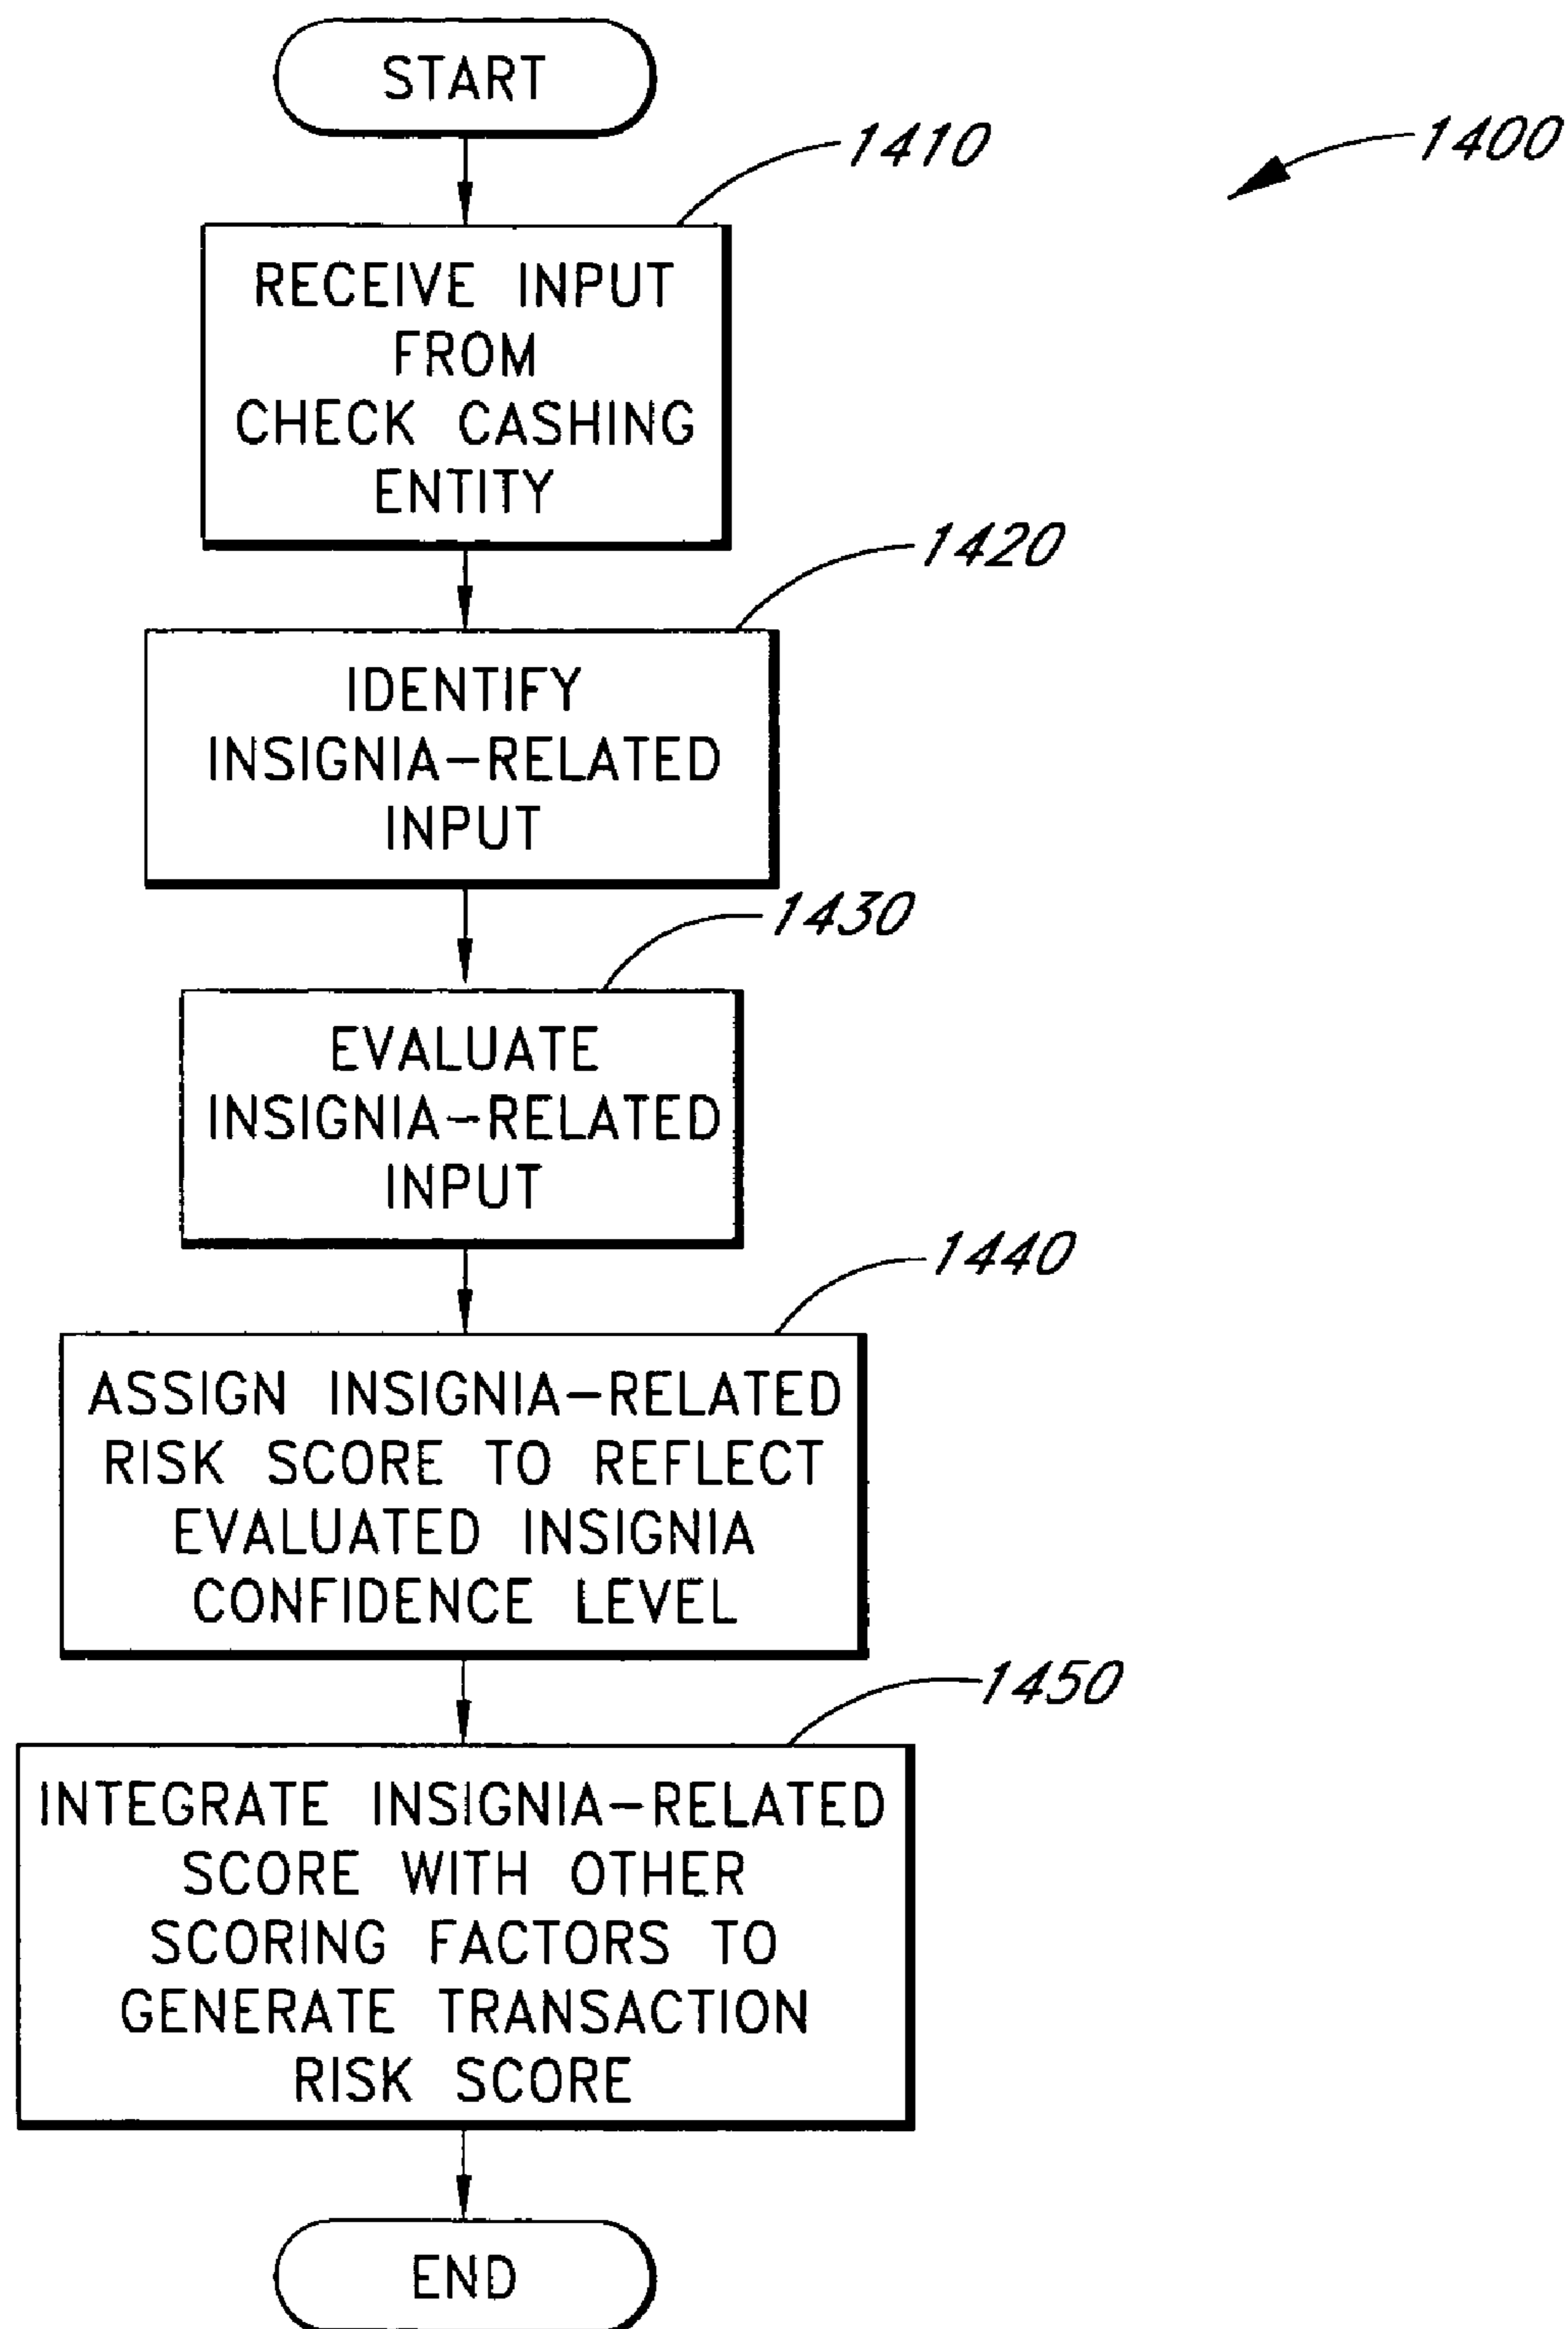 START
1410
1400
RECEIVE INPUT
FROM
CHECK CASHING
ENTITY
1420
IDENTIFY
INSIGNIA-RELATED
INPUT
1430
EVALUATE
INSIGNIA-RELATED
INPUT
1440
ASSIGN INSIGNIA-RELATED
RISK SCORE TO REFLECT
EVALUATED INSIGNIA
CONFIDENCE LEVEL
1450
INTEGRATE INSIGNIA-RELATED
SCORE WITH OTHER
SCORING FACTORS TO
GENERATE TRANSACTION
RISK SCORE
END